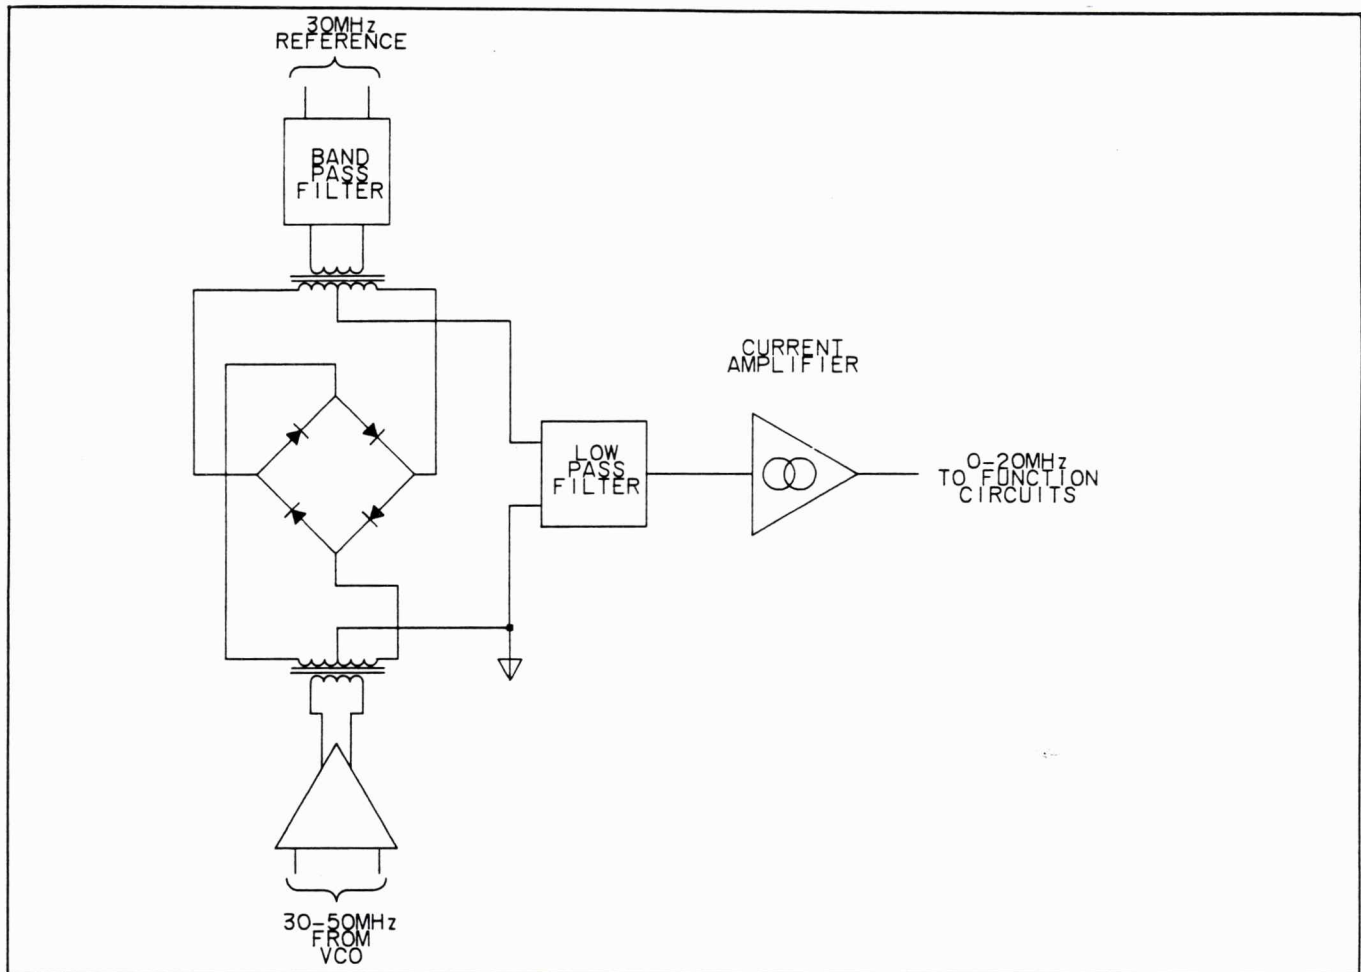 30MHz
REFERENCE
BAND
PASS
FILTER
CURRENT
AMPLIFIER
LOW
PASS
FILTER
0-20MHz
TO FUNCTION
CIRCUITS
30-50MHz
FROM
VCO